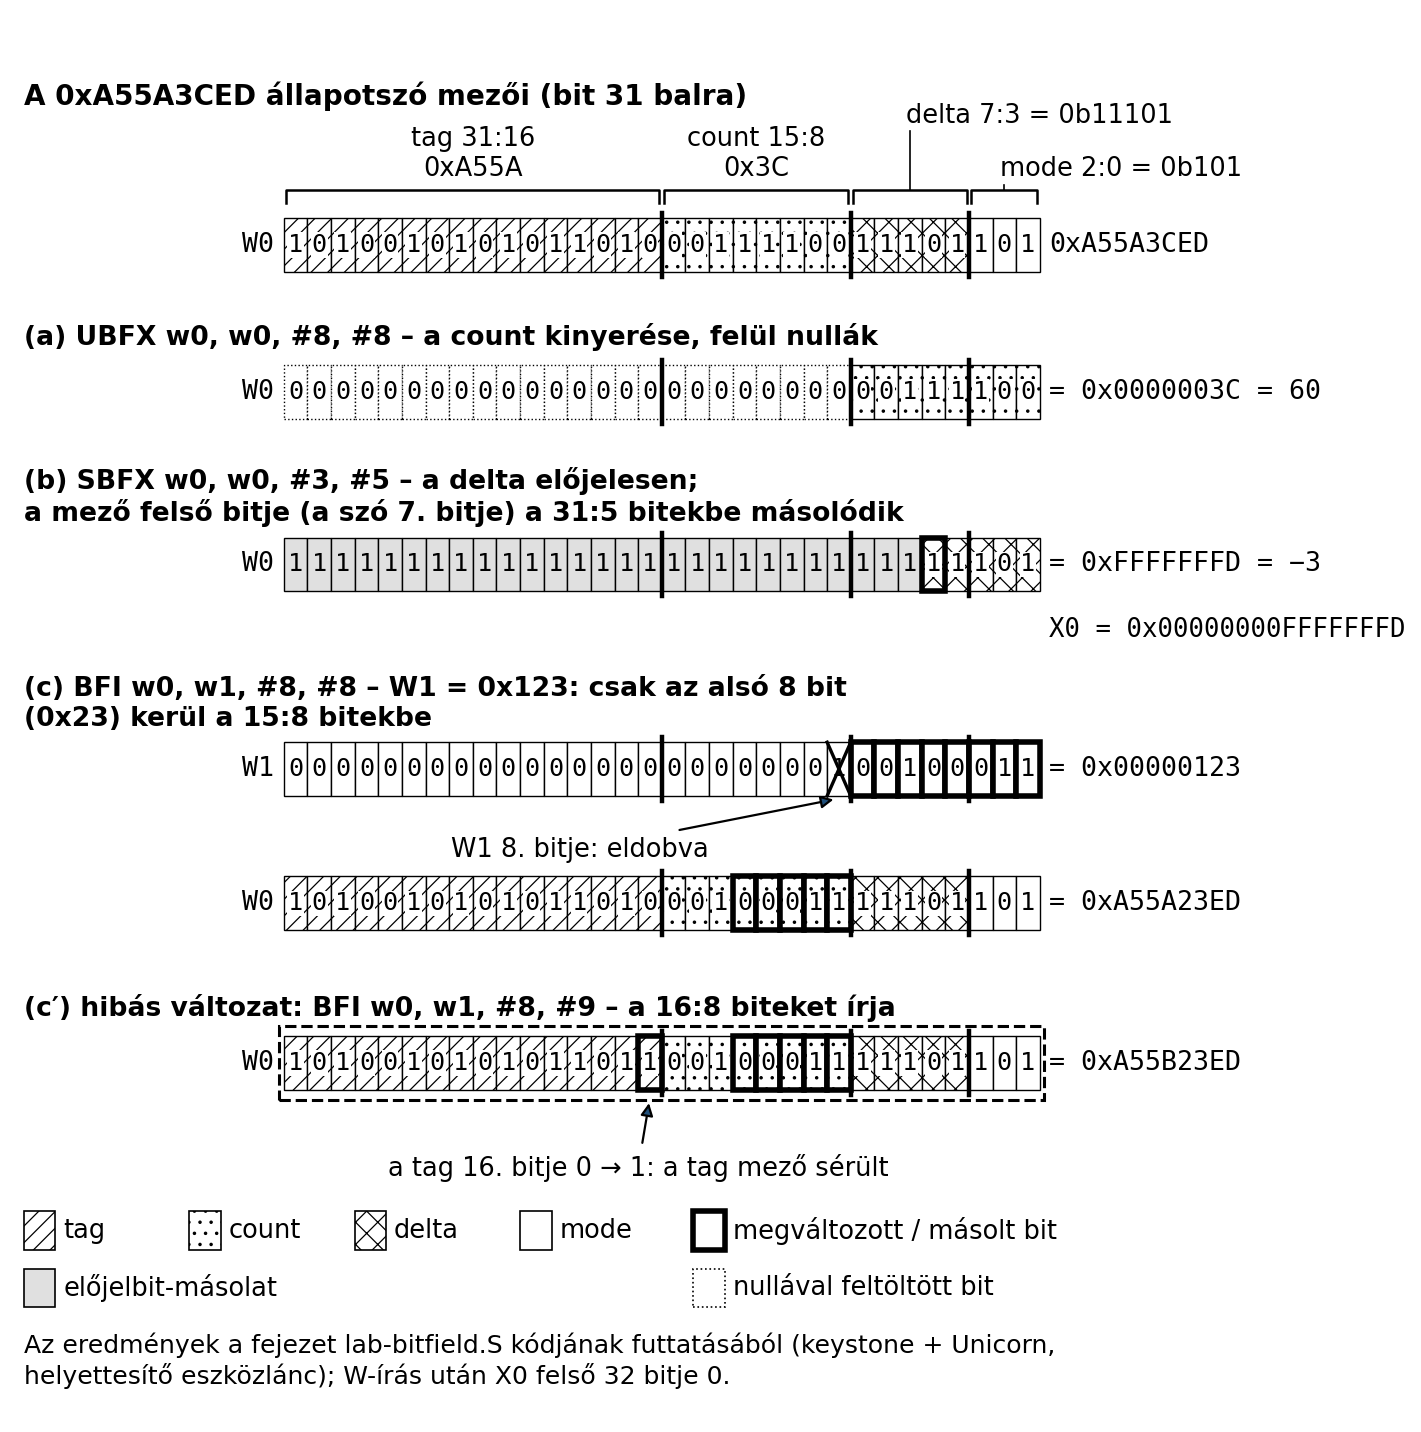 A 0xA55A3CED állapotszó mezői (bit 31 balra)
delta 7:3 = 0b11101
tag 31:16
count 15:8
0xA55A
0x3C
mode 2:0 = 0b101
W0 1 0 1 0 0 1 0 1 0 1 0 1 1 0 1 0 0 0 1 1 1 1 0 0 1 1 1 0 1 1 0 1 0xA55A3CED
(a) UBFX w0, w0, #8, #8 – a count kinyerése, felül nullák
W0 0 0 0 0 0 0 0 0 0 0 0 0 0 0 0 0 0 0 0 0 0 0 0 0 0 0 1 1 1 1 0 0 = 0x0000003C = 60
(b) SBFX w0, w0, #3, #5 – a delta előjelesen;
a mező felső bitje (a szó 7. bitje) a 31:5 bitekbe másolódik
W0 1 1 1 1 1 1 1 1 1 1 1 1 1 1 1 1 1 1 1 1 1 1 1 1 1 1 1 1 1 1 0 1 = 0xFFFFFFFD = −3
X0 = 0x00000000FFFFFFFD
(c) BFI w0, w1, #8, #8 – W1 = 0x123: csak az alsó 8 bit
(0x23) kerül a 15:8 bitekbe
W1 0 0 0 0 0 0 0 0 0 0 0 0 0 0 0 0 0 0 0 0 0 0 0 1 0 0 1 0 0 0 1 1 = 0x00000123
W1 8. bitje: eldobva
W0 1 0 1 0 0 1 0 1 0 1 0 1 1 0 1 0 0 0 1 0 0 0 1 1 1 1 1 0 1 1 0 1 = 0xA55A23ED
(c′) hibás változat: BFI w0, w1, #8, #9 – a 16:8 biteket írja
W0 1 0 1 0 0 1 0 1 0 1 0 1 1 0 1 1 0 0 1 0 0 0 1 1 1 1 1 0 1 1 0 1 = 0xA55B23ED
a tag 16. bitje 0 → 1: a tag mező sérült
tag
count
delta
mode
megváltozott / másolt bit
előjelbit-másolat
nullával feltöltött bit
Az eredmények a fejezet lab-bitfield.S kódjának futtatásából (keystone + Unicorn,
helyettesítő eszközlánc); W-írás után X0 felső 32 bitje 0.